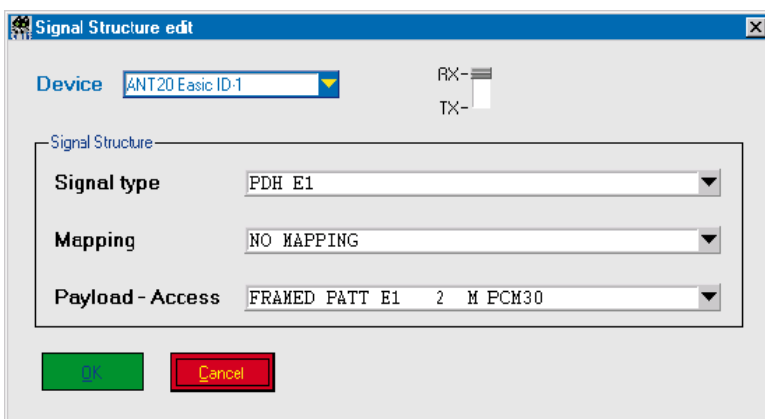 Signal Structure edit
Device ANT20 Easic ID-1
RX-
TX-
Signal Structure
Signal type PDH E1
Mapping NO MAPPING
Payload - Access FRAMED PATT E1 2 M PCM30
OK Cancel